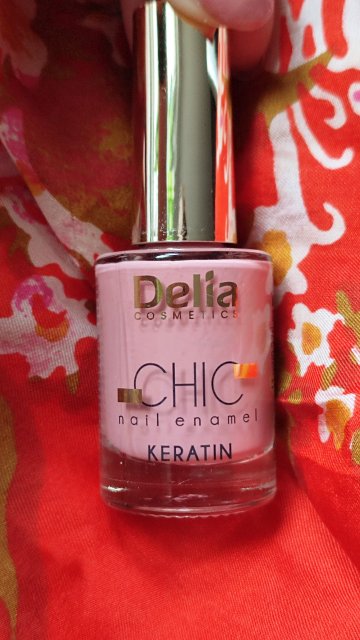 Delia
COSMETICS
CHIC
nail enamel
KERATIN